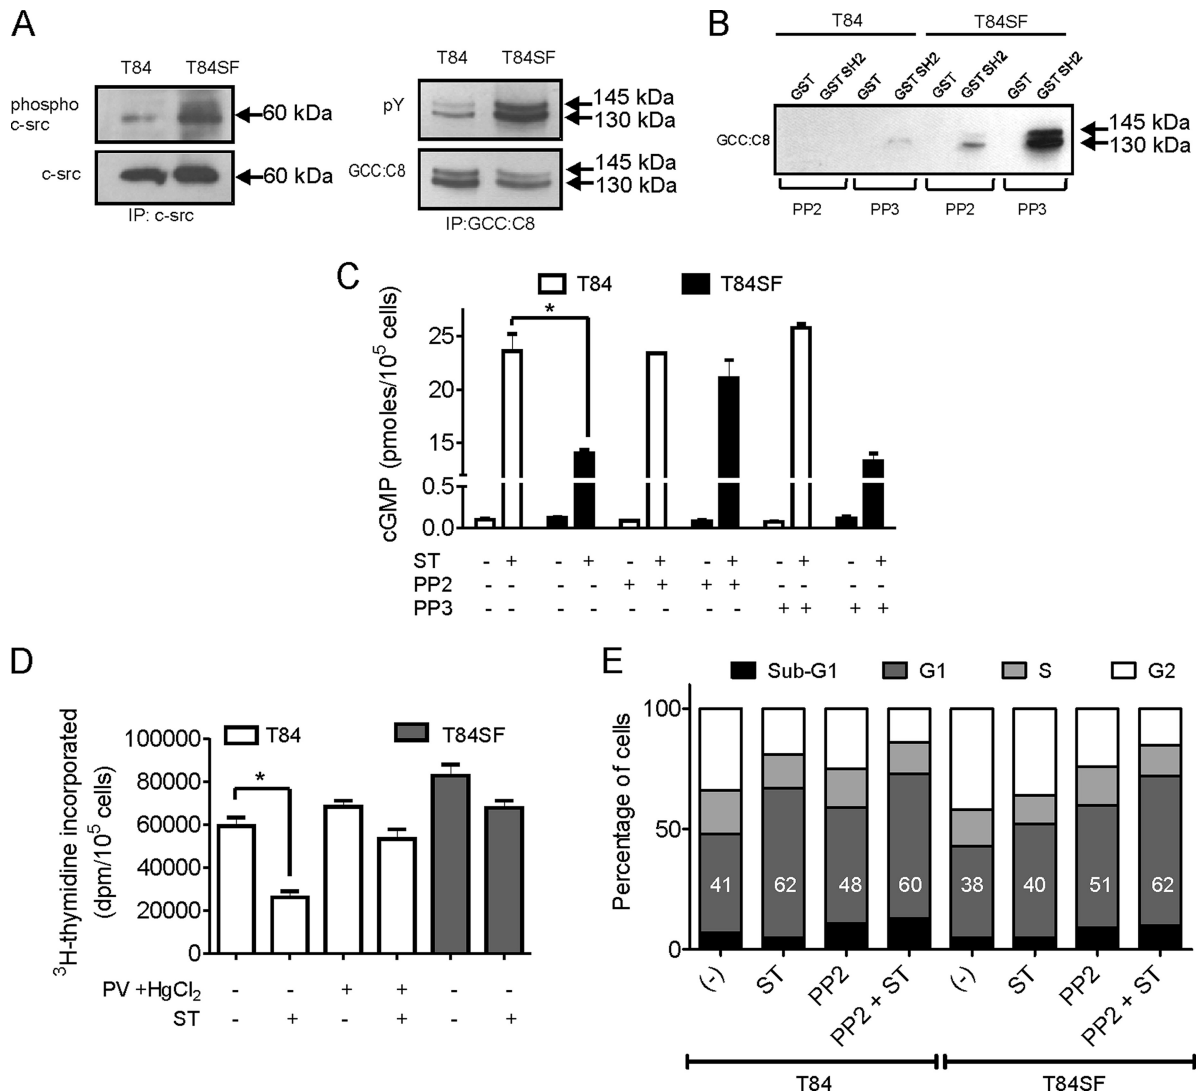 A
T84 T84SF
phospho
c-src
60 kDa
c-src
60 kDa
IP: c-src
T84 T84SF
pY
145 kDa
130 kDa
GCC:C8
145 kDa
130 kDa
IP:GCC:C8
B
T84 T84SF
GST GST SH2 GST GST SH2 GST GST SH2 GST GST SH2
GCC:C8
145 kDa
130 kDa
PP2 PP3 PP2 PP3
C
T84 T84SF
*
cGMP (pmoles/10⁵ cells)
25
20
15
0.5
0.0
ST - + - + - + - + - + - +
PP2 - - - - + + + + - - - -
PP3 - - - - - - - - + + + +
D
T84 T84SF
*
³H-thymidine incorporated
(dpm/10⁵ cells)
100000
80000
60000
40000
20000
0
PV +HgCl₂ - - + + - -
ST - + - + - +
E
Sub-G1 G1 S G2
Percentage of cells
100
50
0
41 62 48 60 38 40 51 62
(-) ST PP2 PP2 + ST (-) ST PP2 PP2 + ST
T84 T84SF